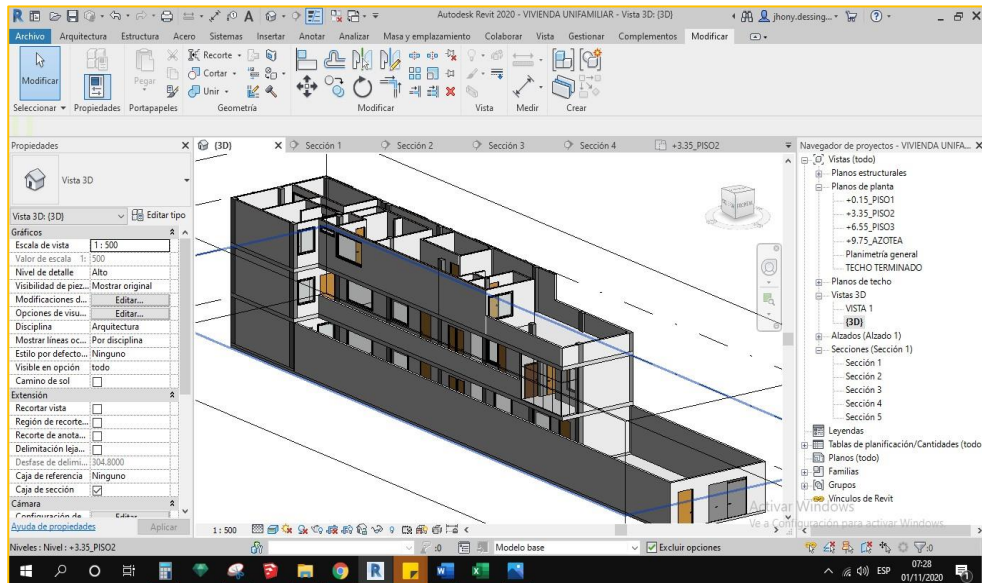 Autodesk Revit 2020 - VIVIENDA UNIFAMILIAR - Vista 3D: {3D}
jhony.dessing...
Archivo Arquitectura Estructura Acero Sistemas Insertar Anotar Analizar Masa y emplazamiento Colaborar Vista Gestionar Complementos Modificar
Modificar
Pegar
Recorte
Cortar
Unir
Seleccionar Propiedades Portapapeles Geometría Modificar Vista Medir Crear
Propiedades
{3D} Sección 1 Sección 2 Sección 3 Sección 4 +3.35_PISO2
Navegador de proyectos - VIVIENDA UNIFA...
Vista 3D
Vista 3D: {3D} Editar tipo
Gráficos
Escala de vista 1 : 500
Valor de escala 1: 500
Nivel de detalle Alto
Visibilidad de piez... Mostrar original
Modificaciones d... Editar...
Opciones de visu... Editar...
Disciplina Arquitectura
Mostrar líneas oc... Por disciplina
Estilo por defecto... Ninguno
Visible en opción todo
Camino de sol
Extensión
Recortar vista
Región de recorte...
Recorte de anota...
Delimitación leja...
Desfase de delimi... 304.8000
Caja de referencia Ninguno
Caja de sección
Cámara
Configuración de Editar
Ayuda de propiedades Aplicar
Vistas (todo)
Planos estructurales
Planos de planta
+0.15_PISO1
+3.35_PISO2
+6.55_PISO3
+9.75_AZOTEA
Planimetría general
TECHO TERMINADO
Planos de techo
Vistas 3D
VISTA 1
{3D}
Alzados (Alzado 1)
Secciones (Sección 1)
Sección 1
Sección 2
Sección 3
Sección 4
Sección 5
Leyendas
Tablas de planificación/Cantidades (todo
Planos (todo)
Familias
Grupos
Vínculos de Revit
Activar Windows
Ve a Configuración para activar Windows.
1 : 500
Niveles : Nivel : +3.35_PISO2
:0
Modelo base
Excluir opciones
:0
ESP
07:28
01/11/2020